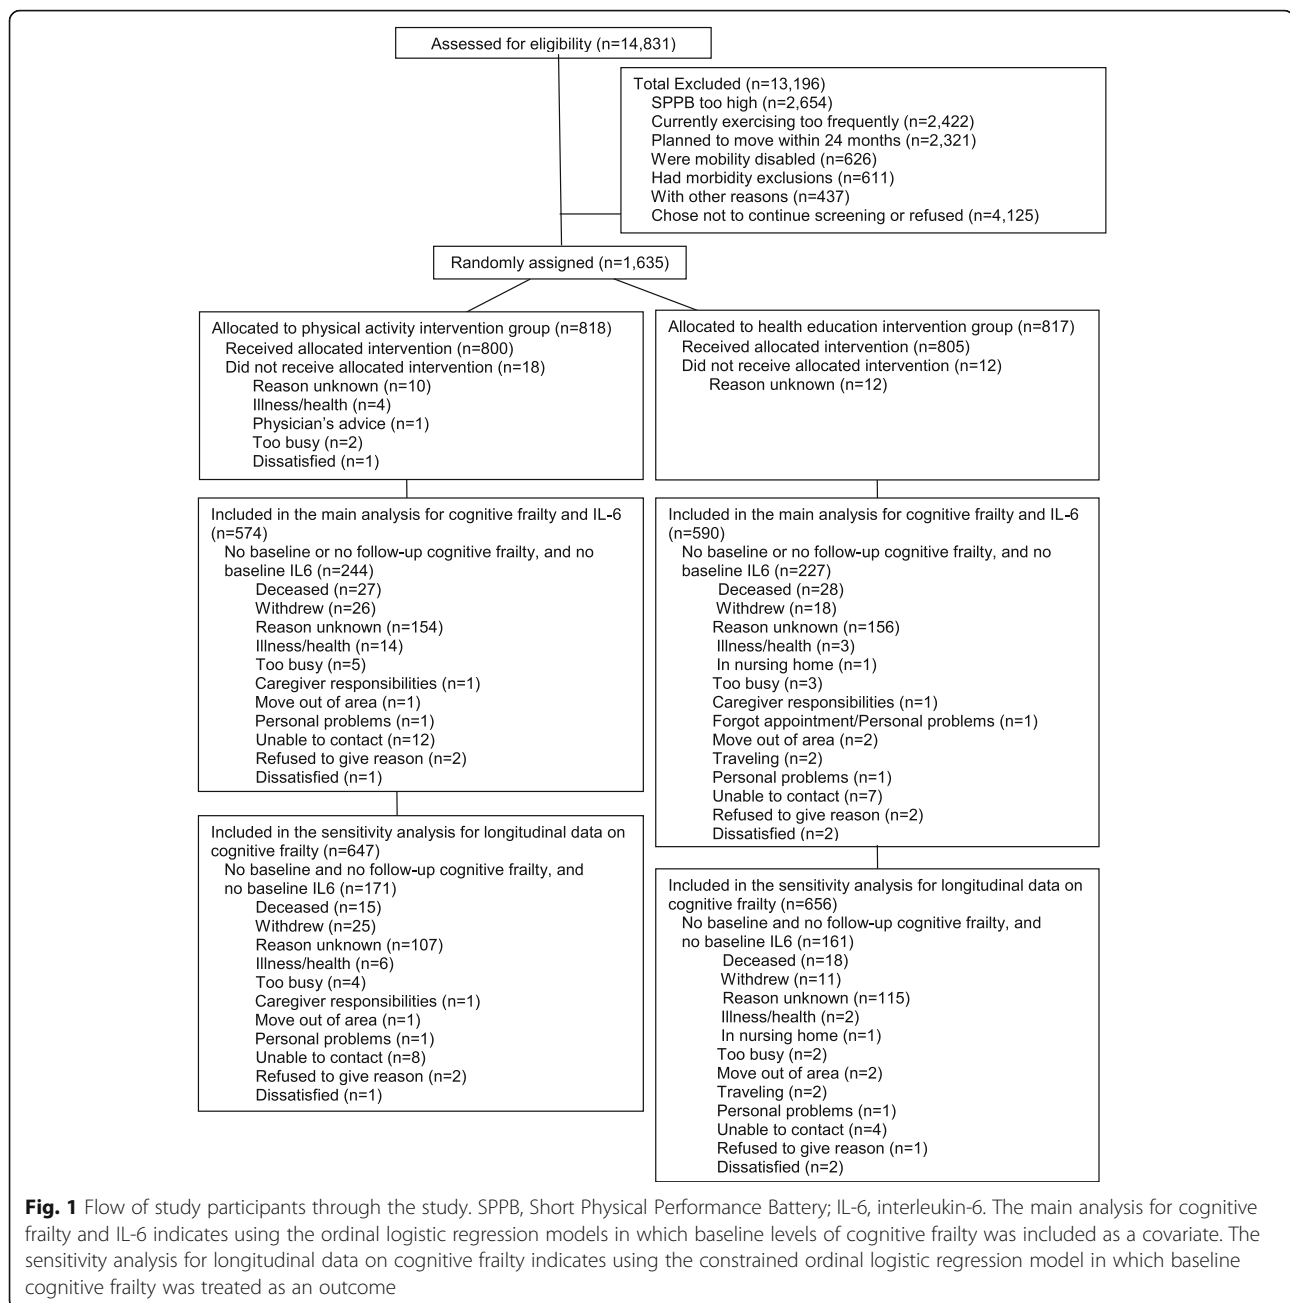 Assessed for eligibility (n=14,831)
Total Excluded (n=13,196)
SPPB too high (n=2,654)
Currently exercising too frequently (n=2,422)
Planned to move within 24 months (n=2,321)
Were mobility disabled (n=626)
Had morbidity exclusions (n=611)
With other reasons (n=437)
Chose not to continue screening or refused (n=4,125)
Randomly assigned (n=1,635)
Allocated to physical activity intervention group (n=818)
Received allocated intervention (n=800)
Did not receive allocated intervention (n=18)
Reason unknown (n=10)
Illness/health (n=4)
Physician's advice (n=1)
Too busy (n=2)
Dissatisfied (n=1)
Allocated to health education intervention group (n=817)
Received allocated intervention (n=805)
Did not receive allocated intervention (n=12)
Reason unknown (n=12)
Included in the main analysis for cognitive frailty and IL-6
(n=574)
No baseline or no follow-up cognitive frailty, and no
baseline IL6 (n=244)
Deceased (n=27)
Withdrew (n=26)
Reason unknown (n=154)
Illness/health (n=14)
Too busy (n=5)
Caregiver responsibilities (n=1)
Move out of area (n=1)
Personal problems (n=1)
Unable to contact (n=12)
Refused to give reason (n=2)
Dissatisfied (n=1)
Included in the main analysis for cognitive frailty and IL-6
(n=590)
No baseline or no follow-up cognitive frailty, and no
baseline IL6 (n=227)
Deceased (n=28)
Withdrew (n=18)
Reason unknown (n=156)
Illness/health (n=3)
In nursing home (n=1)
Too busy (n=3)
Caregiver responsibilities (n=1)
Forgot appointment/Personal problems (n=1)
Move out of area (n=2)
Traveling (n=2)
Personal problems (n=1)
Unable to contact (n=7)
Refused to give reason (n=2)
Dissatisfied (n=2)
Included in the sensitivity analysis for longitudinal data on
cognitive frailty (n=647)
No baseline and no follow-up cognitive frailty, and
no baseline IL6 (n=171)
Deceased (n=15)
Withdrew (n=25)
Reason unknown (n=107)
Illness/health (n=6)
Too busy (n=4)
Caregiver responsibilities (n=1)
Move out of area (n=1)
Personal problems (n=1)
Unable to contact (n=8)
Refused to give reason (n=2)
Dissatisfied (n=1)
Included in the sensitivity analysis for longitudinal data on
cognitive frailty (n=656)
No baseline and no follow-up cognitive frailty, and
no baseline IL6 (n=161)
Deceased (n=18)
Withdrew (n=11)
Reason unknown (n=115)
Illness/health (n=2)
In nursing home (n=1)
Too busy (n=2)
Move out of area (n=2)
Traveling (n=2)
Personal problems (n=1)
Unable to contact (n=4)
Refused to give reason (n=1)
Dissatisfied (n=2)
Fig. 1 Flow of study participants through the study. SPPB, Short Physical Performance Battery; IL-6, interleukin-6. The main analysis for cognitive
frailty and IL-6 indicates using the ordinal logistic regression models in which baseline levels of cognitive frailty was included as a covariate. The
sensitivity analysis for longitudinal data on cognitive frailty indicates using the constrained ordinal logistic regression model in which baseline
cognitive frailty was treated as an outcome